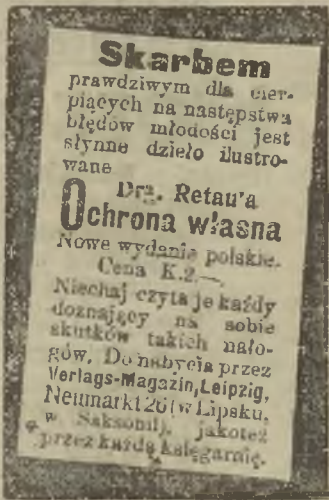 Skarbem
prawdziwym dla cier-
piących na następstwa
błędów młodości jest
słynne dzieło ilustro-
wane
Dra. Retau'a
Ochrona własna
Nowe wydanie polskie.
Cena K.2.—.
Niechaj czyta je każdy
doznający na sobie
skutków takich nało-
gów. Do nabycia przez
Verlags-Magazin, Leipzig,
Neumarkt 26 (w Lipsku,
w Saksonii), jakoteż
przez każdą księgarnię.